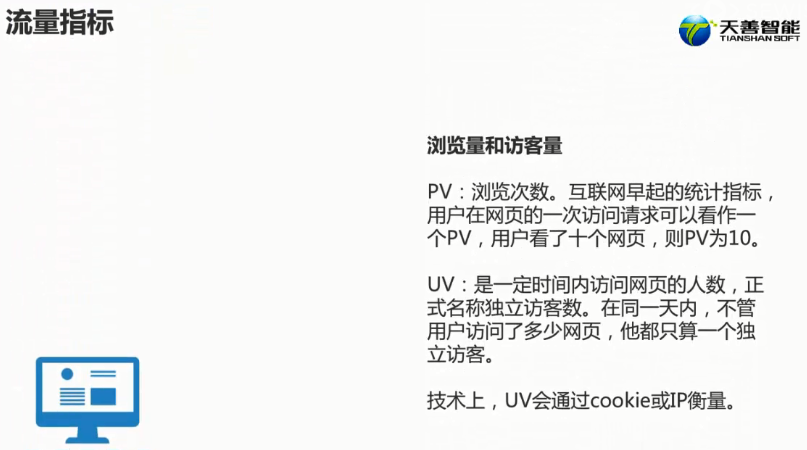 流量指标
天善智能
TIANSHAN SOFT
浏览量和访客量
PV：浏览次数。互联网早起的统计指标，
用户在网页的一次访问请求可以看作一
个PV，用户看了十个网页，则PV为10。
UV：是一定时间内访问网页的人数，正
式名称独立访客数。在同一天内，不管
用户访问了多少网页，他都只算一个独
立访客。
技术上，UV会通过cookie或IP衡量。